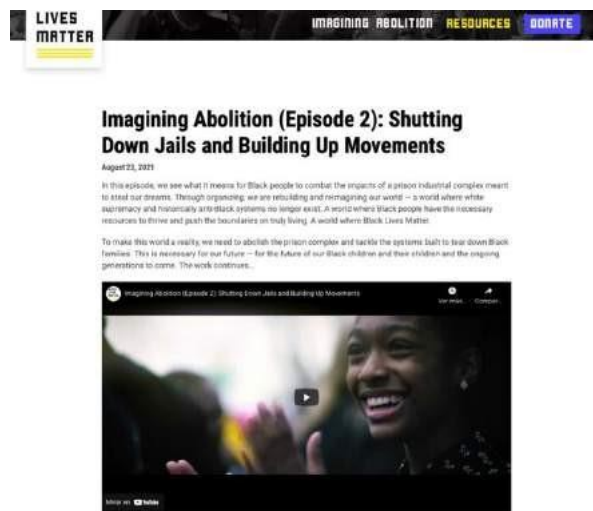 LIVES
MATTER
IMAGINING ABOLITION RESOURCES DONATE
Imagining Abolition (Episode 2): Shutting
Down Jails and Building Up Movements
August 23, 2021
In this episode, we see what it means for Black people to combat the impacts of a prison industrial complex meant
to steal our dreams. Through organizing, we are rebuilding and reimagining our world — a world where white
supremacy and historically anti-Black systems no longer exist. A world where Black people have the necessary
resources to thrive and push the boundaries on truly living. A world where Black Lives Matter.
To make this world a reality, we need to abolish the prison complex and tackle the systems built to tear down Black
families. This is necessary for our future — for the future of our Black children and their children and the ongoing
generations to come. The work continues...
Imagining Abolition (Episode 2): Shutting Down Jails and Building Up Movements
Ver más... Compar...
Mirar en YouTube